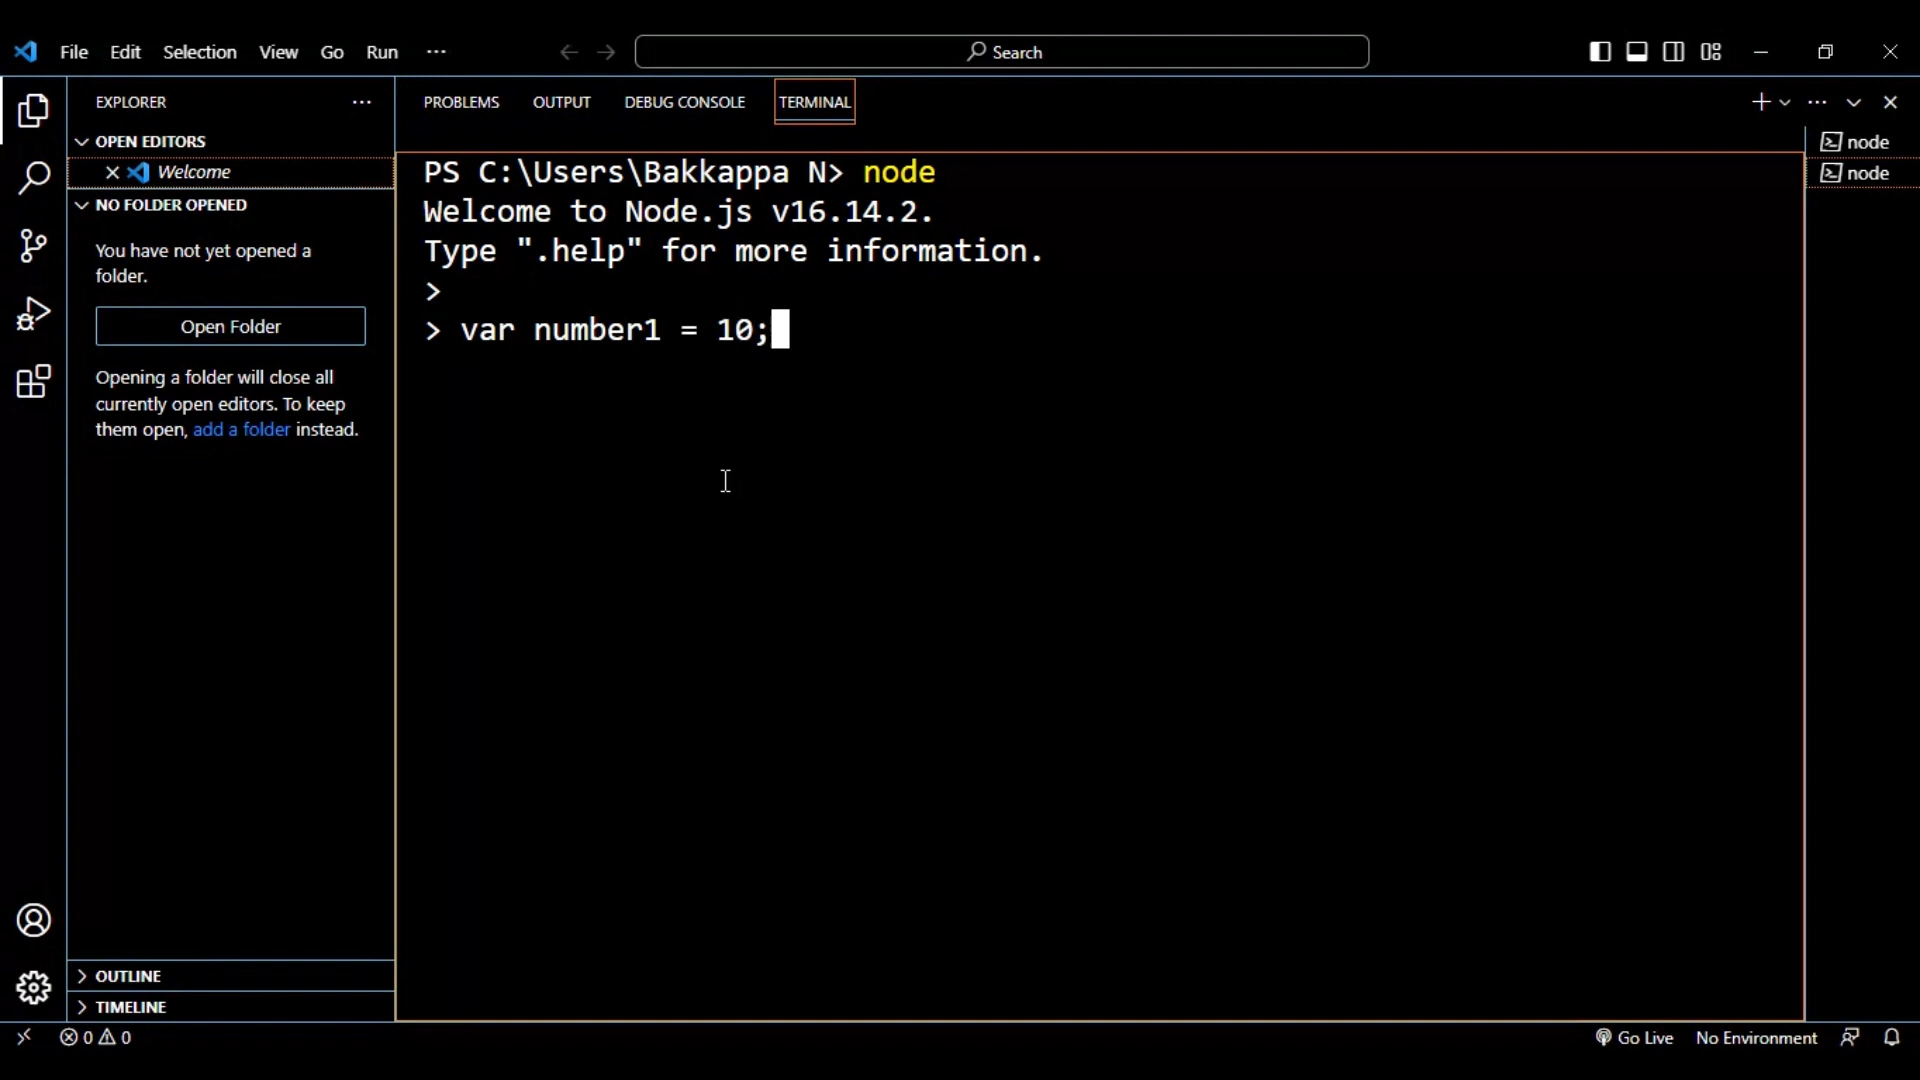 File Edit Selection View Go Run ··· Search
EXPLORER ···
OPEN EDITORS
Welcome
NO FOLDER OPENED
You have not yet opened a
folder.
Open Folder
Opening a folder will close all
currently open editors. To keep
them open, add a folder instead.
OUTLINE
TIMELINE
PROBLEMS OUTPUT DEBUG CONSOLE TERMINAL
PS C:\Users\Bakkappa N> node
Welcome to Node.js v16.14.2.
Type ".help" for more information.
>
> var number1 = 10;
node
node
0 0 Go Live No Environment